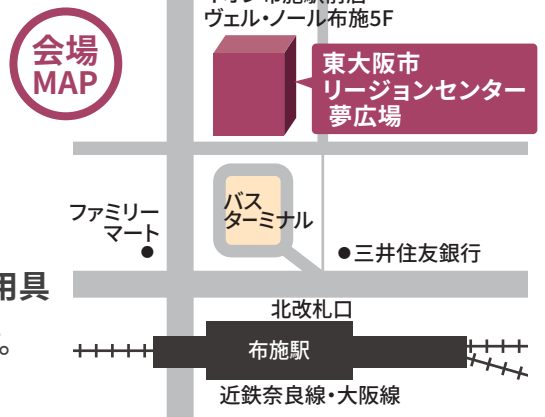 ヴェル・ノール布施5F
会場
MAP
東大阪市
リージョンセンター
夢広場
バス
ターミナル
ファミリー
マート
●三井住友銀行
用具
北改札口
。
布施駅
近鉄奈良線・大阪線